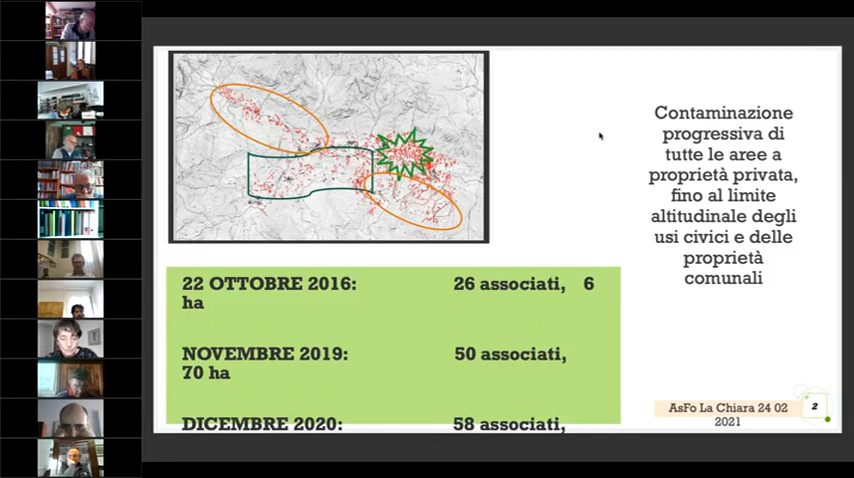 Contaminazione
progressiva di
tutte le aree a
proprietà privata,
fino al limite
altitudinale degli
usi civici e delle
proprietà
comunali
22 OTTOBRE 2016: 26 associati, 6
ha
NOVEMBRE 2019: 50 associati,
70 ha
DICEMBRE 2020: 58 associati,
AsFo La Chiara 24 02
2021
2